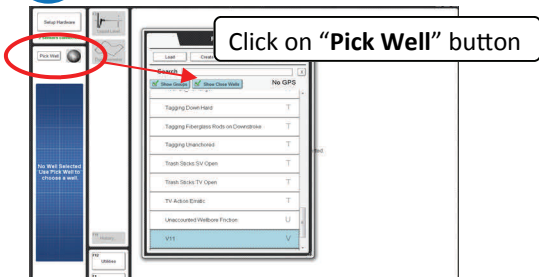 Click on “Pick Well” button
Setup Hardware
Pick Well
No Well Selected
Use Pick Well to
choose a well.
Load
Search
Show Groups
Show Close Wells
No GPS
Tagging Down Hard
T
Tagging Fiberglass Rods on Downstroke
T
Tagging Unanchored
T
Trash Sticks SV Open
T
Trash Sticks TV Open
T
TV-Action Erratic
T
Unaccounted Wellbore Friction
U
V11
V
Utilities